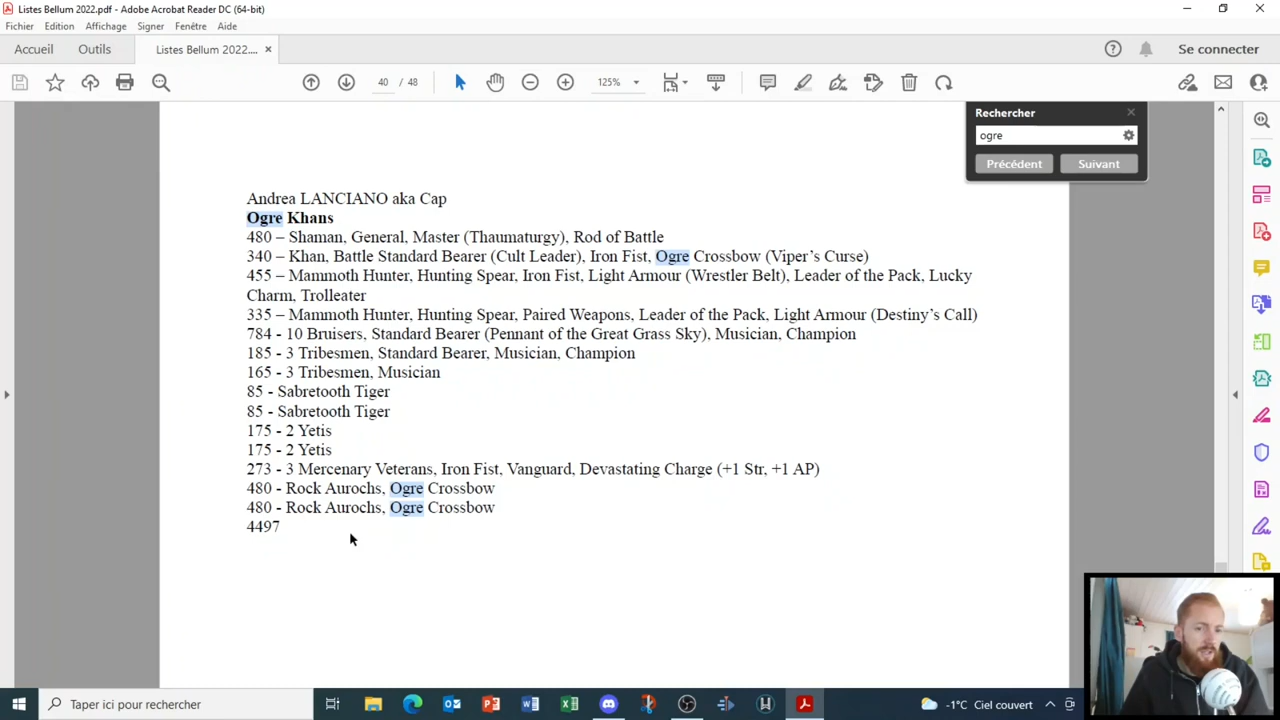 Listes Bellum 2022.pdf - Adobe Acrobat Reader DC (64-bit)
Fichier Edition Affichage Signer Fenêtre Aide
Accueil Outils Listes Bellum 2022.... × Se connecter
40 / 48 125%
Rechercher
ogre
Précédent Suivant
Andrea LANCIANO aka Cap
Ogre Khans
480 – Shaman, General, Master (Thaumaturgy), Rod of Battle
340 – Khan, Battle Standard Bearer (Cult Leader), Iron Fist, Ogre Crossbow (Viper’s Curse)
455 – Mammoth Hunter, Hunting Spear, Iron Fist, Light Armour (Wrestler Belt), Leader of the Pack, Lucky
Charm, Trolleater
335 – Mammoth Hunter, Hunting Spear, Paired Weapons, Leader of the Pack, Light Armour (Destiny’s Call)
784 - 10 Bruisers, Standard Bearer (Pennant of the Great Grass Sky), Musician, Champion
185 - 3 Tribesmen, Standard Bearer, Musician, Champion
165 - 3 Tribesmen, Musician
85 - Sabretooth Tiger
85 - Sabretooth Tiger
175 - 2 Yetis
175 - 2 Yetis
273 - 3 Mercenary Veterans, Iron Fist, Vanguard, Devastating Charge (+1 Str, +1 AP)
480 - Rock Aurochs, Ogre Crossbow
480 - Rock Aurochs, Ogre Crossbow
4497
Taper ici pour rechercher
-1°C Ciel couvert